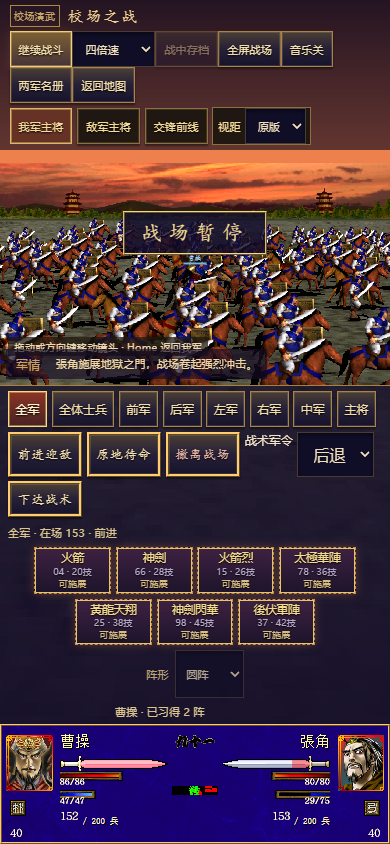 校场演武 校场之战
继续战斗 四倍速 战中存档 全屏战场 音乐关
两军名册 返回地图
我军主将 敌军主将 交锋前线 视距 原版
战场暂停
拖动或方向键移动镜头 · Home 返回我军
军情 張角施展地獄之門，战场卷起强烈冲击。
全军 全体士兵 前军 后军 左军 右军 中军 主将
前进迎敌 原地待命 撤离战场 战术军令 后退
下达战术
全军 · 在场 153 · 前进
火箭 神劍 火箭烈 太極華陣
04 · 20技 66 · 28技 15 · 26技 78 · 36技
可施展 可施展 可施展 可施展
黃龍天翔 神劍閃華 後伏軍陣
25 · 38技 98 · 45技 37 · 42技
可施展 可施展 可施展
阵形 圆阵
曹操 · 已习得 2 阵
曹操 張角
86/86 80/80
47/47 29/75
152 / 200 兵 153 / 200 兵
40 40